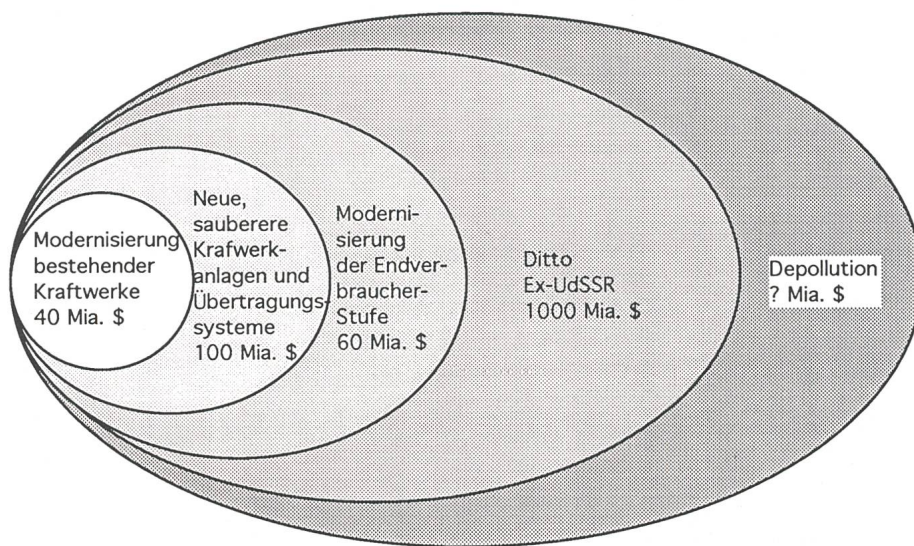 Modernisierung
bestehender
Kraftwerke
40 Mia. $
Neue,
sauberere
Krafwerk-
anlagen und
Übertragungs-
systeme
100 Mia. $
Moderni-
sierung
der Endver-
braucher-
Stufe
60 Mia. $
Ditto
Ex-UdSSR
1000 Mia. $
Depollution
? Mia. $